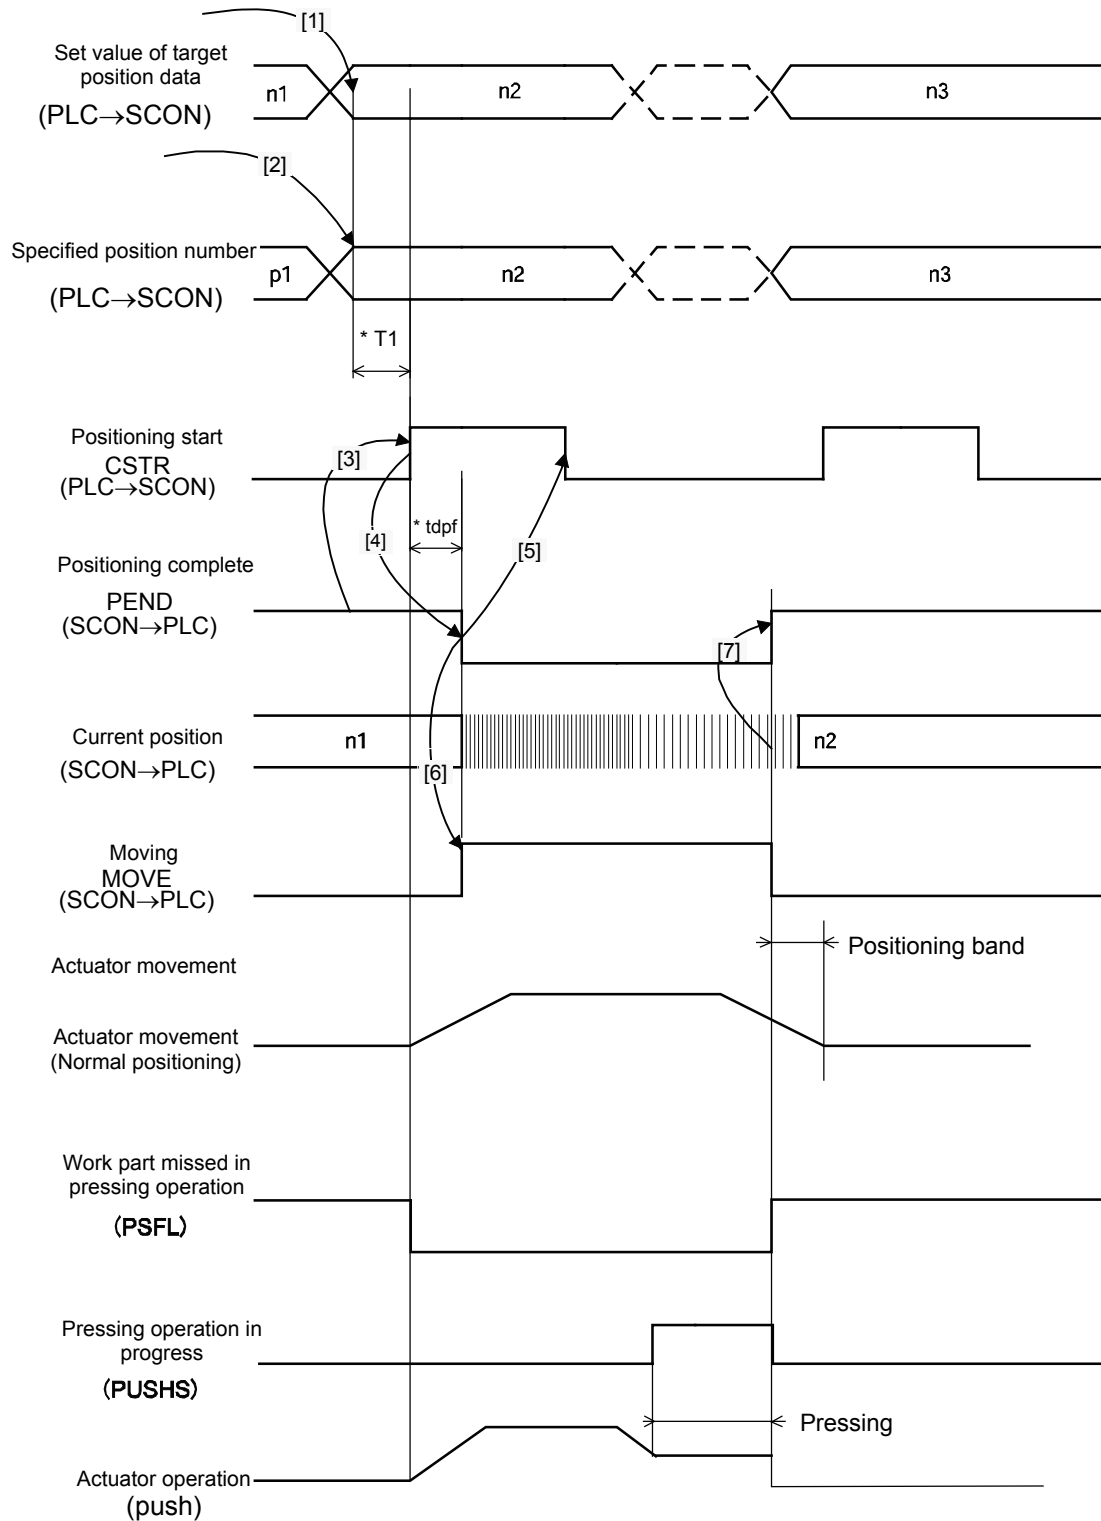 [1]
Set value of target
position data
(PLC→SCON)
n1
n2
n3
[2]
Specified position number
(PLC→SCON)
p1
n2
n3
* T1
Positioning start
CSTR
(PLC→SCON)
[3]
[4]
* tdpf
[5]
Positioning complete
PEND
(SCON→PLC)
[7]
Current position
(SCON→PLC)
n1
n2
[6]
Moving
MOVE
(SCON→PLC)
Positioning band
Actuator movement
Actuator movement
(Normal positioning)
Work part missed in
pressing operation
(PSFL)
Pressing operation in
progress
(PUSHS)
Pressing
Actuator operation
(push)